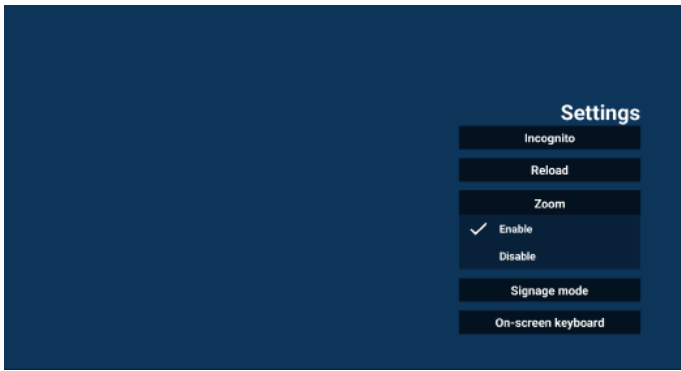 Settings
Incognito
Reload
Zoom
Enable
Disable
Signage mode
On-screen keyboard